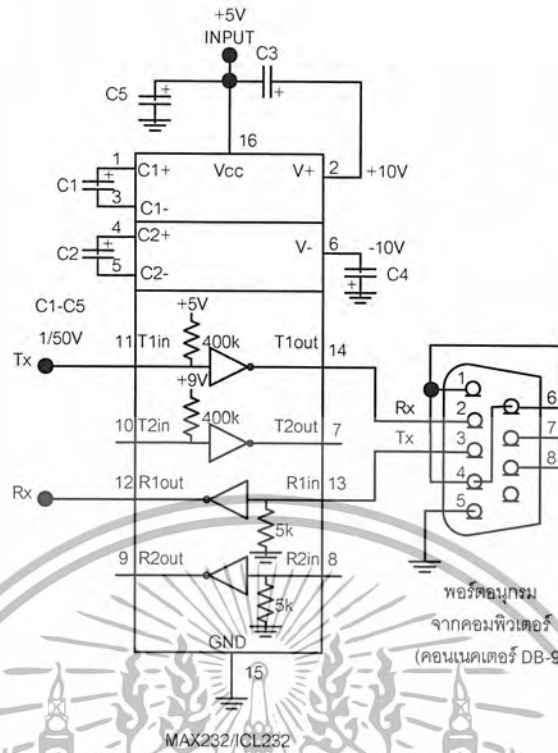 +5V
INPUT
C3
C5
16
1 C1+ Vcc V+ 2 +10V
C1
3 C1-
4 C2+
C2
V- 6 -10V
5 C2-
C4
C1-C5
1/50V
+5V
400k
Tx 11 T1in T1out 14
+9V
400k
10 T2in T2out 7
Rx 12 R1out R1in 13
5k
9 R2out R2in 8
5k
GND
15
MAX232/ICL232
1
Rx 2
6
Tx 3
7
4
8
5
พอร์ตอนุกรม
จากคอมพิวเตอร์
(คอนเนคเตอร์ DB-9